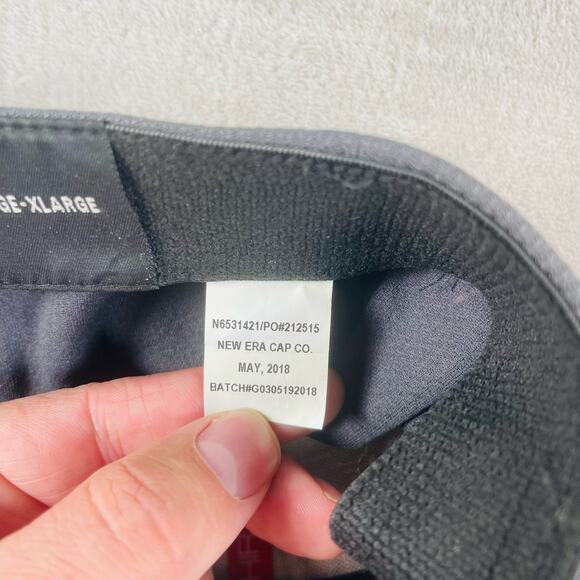 GE-XLARGE
N6531421/PO#212515
NEW ERA CAP CO.
MAY, 2018
BATCH#G0305192018